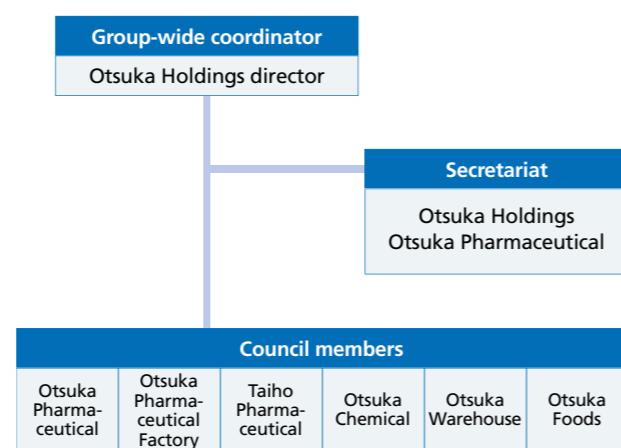 Group-wide coordinator
Otsuka Holdings director
Secretariat
Otsuka Holdings
Otsuka Pharmaceutical
Council members
Otsuka
Pharma-
ceutical
Otsuka
Pharma-
ceutical
Factory
Taiho
Pharma-
ceutical
Otsuka
Chemical
Otsuka
Warehouse
Otsuka
Foods